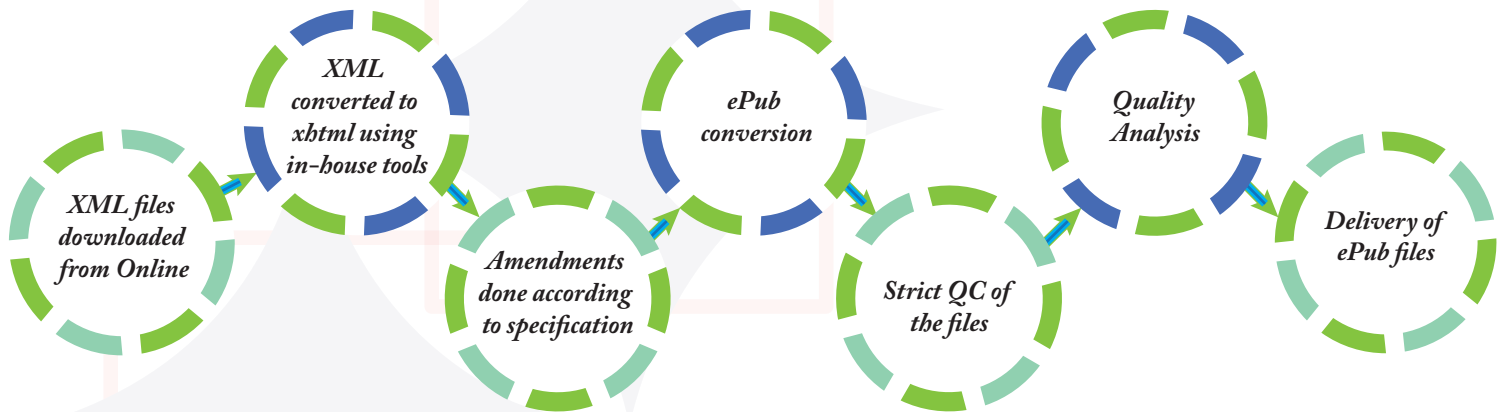 XML files
downloaded
from Online
XML
converted to
xhtml using
in-house tools
Amendments
done according
to specification
ePub
conversion
Strict QC of
the files
Quality
Analysis
Delivery of
ePub files